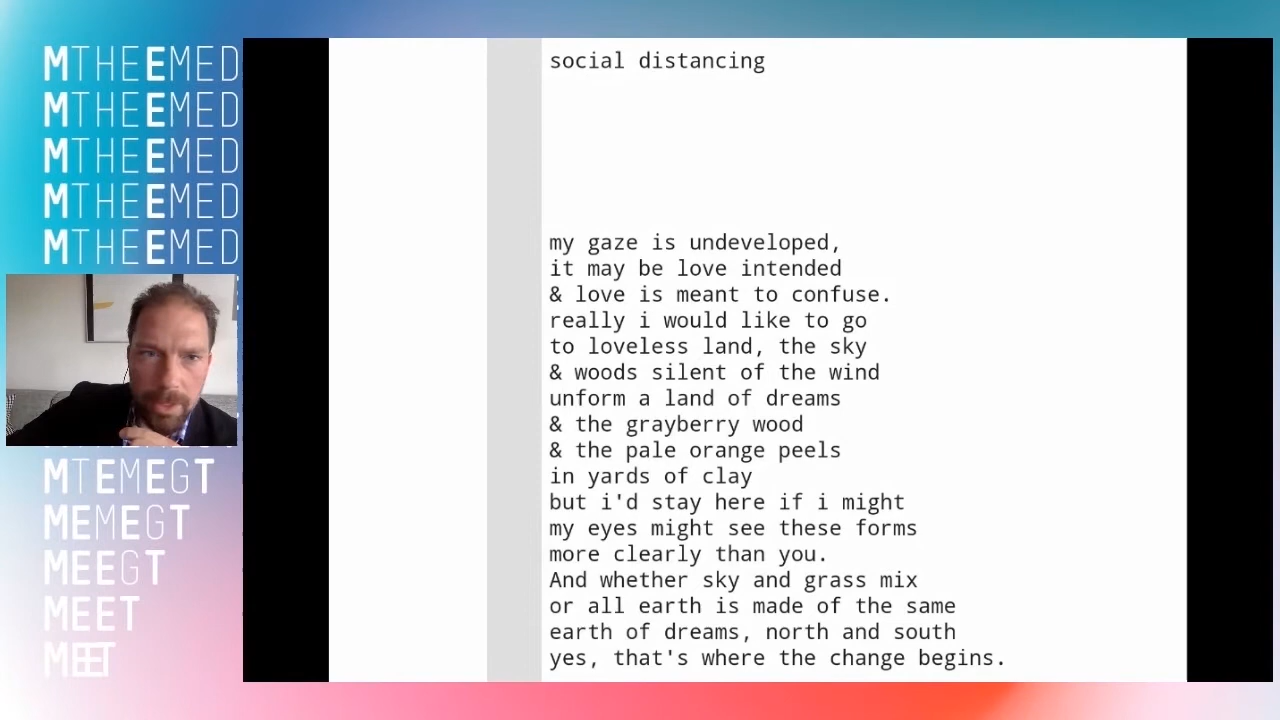 MTHEEMED
MTHEEMED
MTHEEMED
MTHEEMED
MTHEEMED
MTEMEGT
MEMEGT
MEEGT
MEET
MEET
social distancing
my gaze is undeveloped,
it may be love intended
& love is meant to confuse.
really i would like to go
to loveless land, the sky
& woods silent of the wind
unform a land of dreams
& the grayberry wood
& the pale orange peels
in yards of clay
but i'd stay here if i might
my eyes might see these forms
more clearly than you.
And whether sky and grass mix
or all earth is made of the same
earth of dreams, north and south
yes, that's where the change begins.